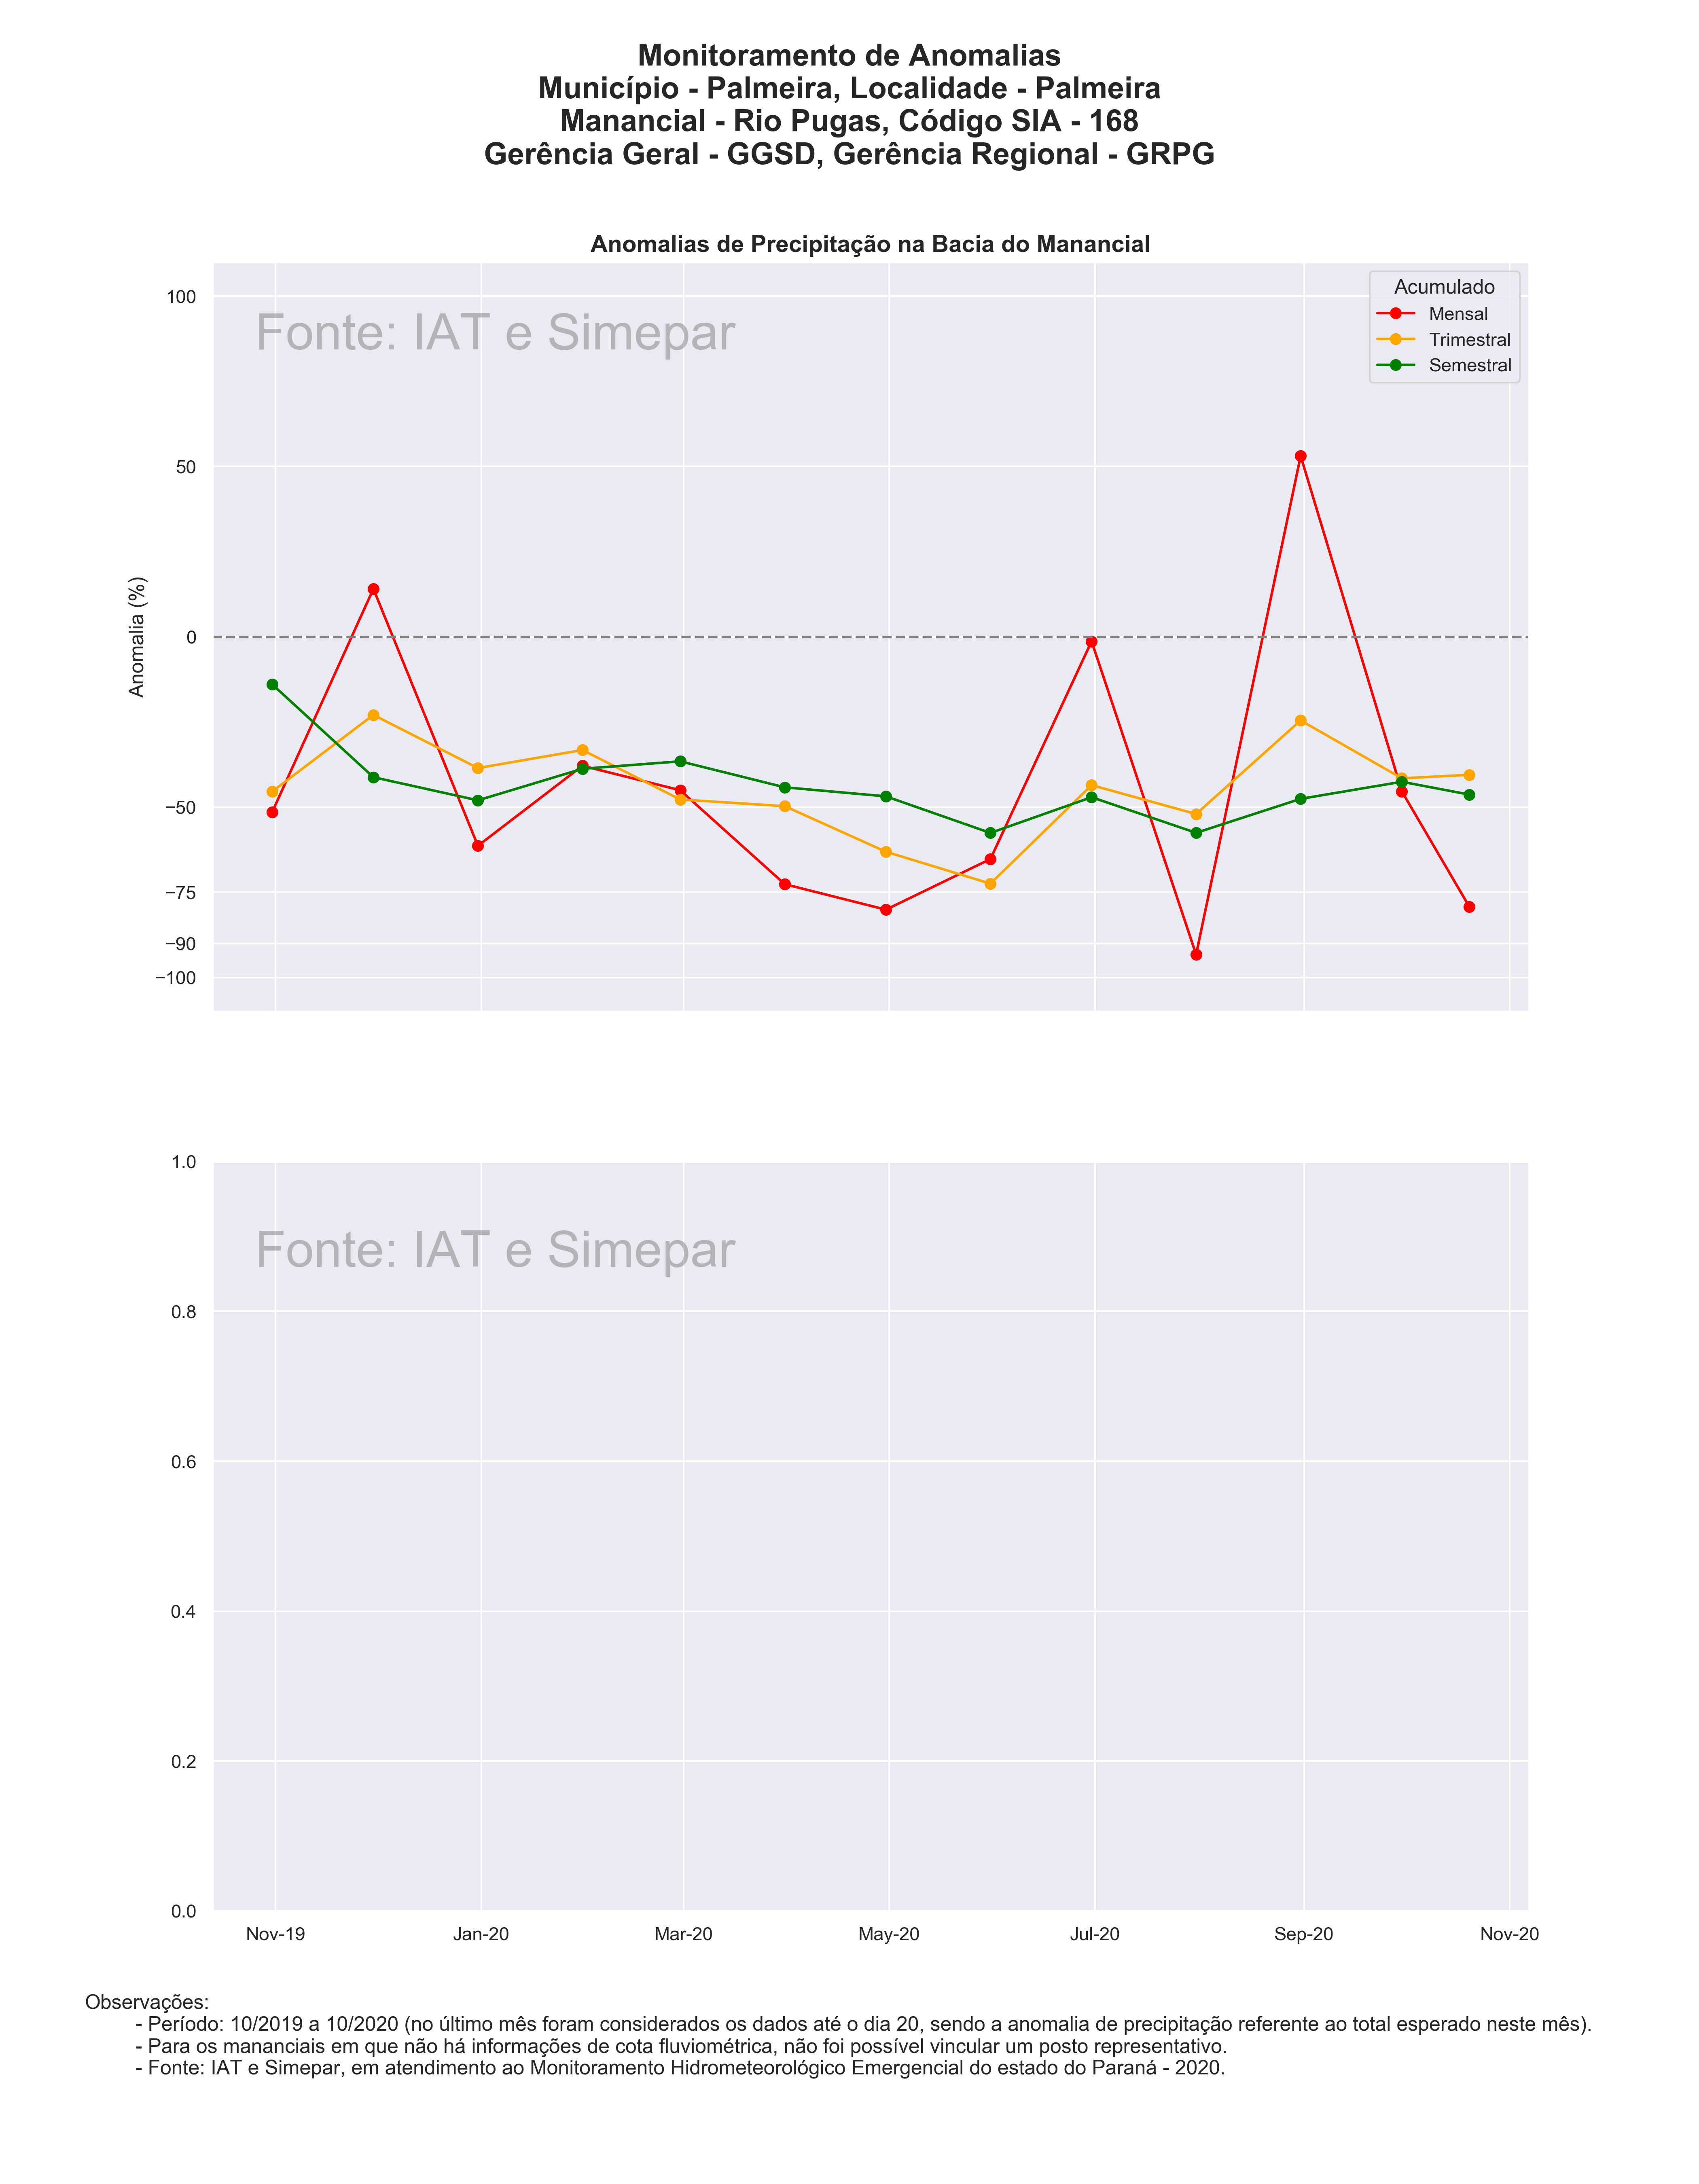 Monitoramento de Anomalias
Município - Palmeira, Localidade - Palmeira
Manancial - Rio Pugas, Código SIA - 168
Gerência Geral - GGSD, Gerência Regional - GRPG
Anomalias de Precipitação na Bacia do Manancial
Fonte: IAT e Simepar
Acumulado
Mensal
Trimestral
Semestral
Anomalia (%)
100
50
0
−50
−75
−90
−100
Fonte: IAT e Simepar
1.0
0.8
0.6
0.4
0.2
0.0
Nov-19
Jan-20
Mar-20
May-20
Jul-20
Sep-20
Nov-20
Observações:
- Período: 10/2019 a 10/2020 (no último mês foram considerados os dados até o dia 20, sendo a anomalia de precipitação referente ao total esperado neste mês).
- Para os mananciais em que não há informações de cota fluviométrica, não foi possível vincular um posto representativo.
- Fonte: IAT e Simepar, em atendimento ao Monitoramento Hidrometeorológico Emergencial do estado do Paraná - 2020.